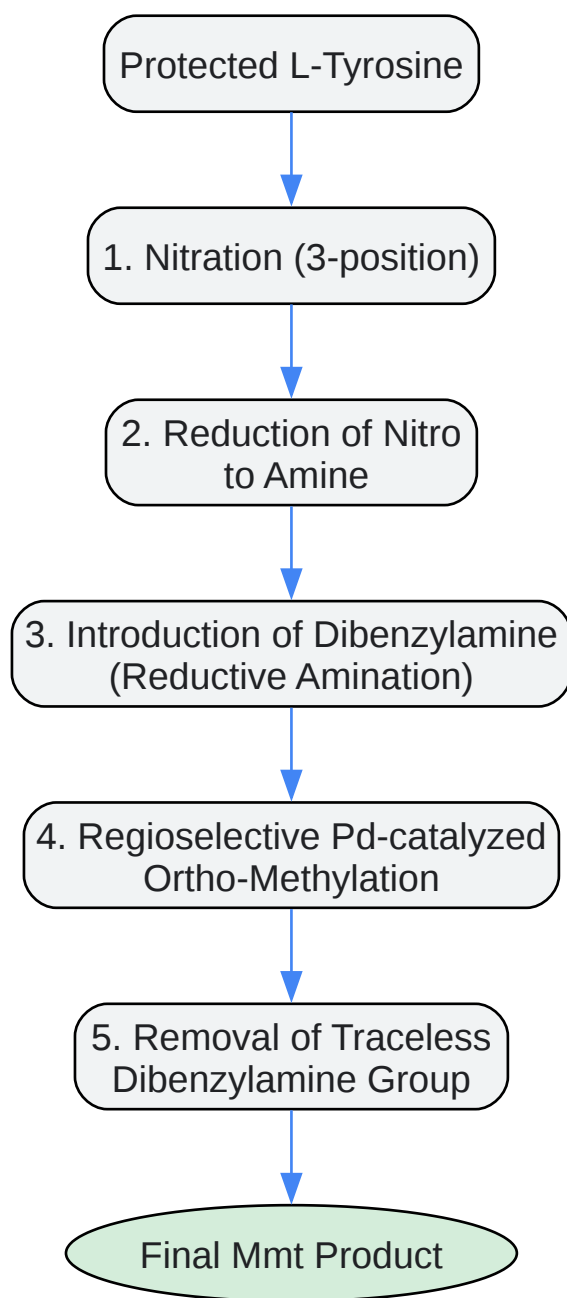 Protected L-Tyrosine
1. Nitration (3-position)
2. Reduction of Nitro
to Amine
3. Introduction of Dibenzylamine
(Reductive Amination)
4. Regioselective Pd-catalyzed
Ortho-Methylation
5. Removal of Traceless
Dibenzylamine Group
Final Mmt Product